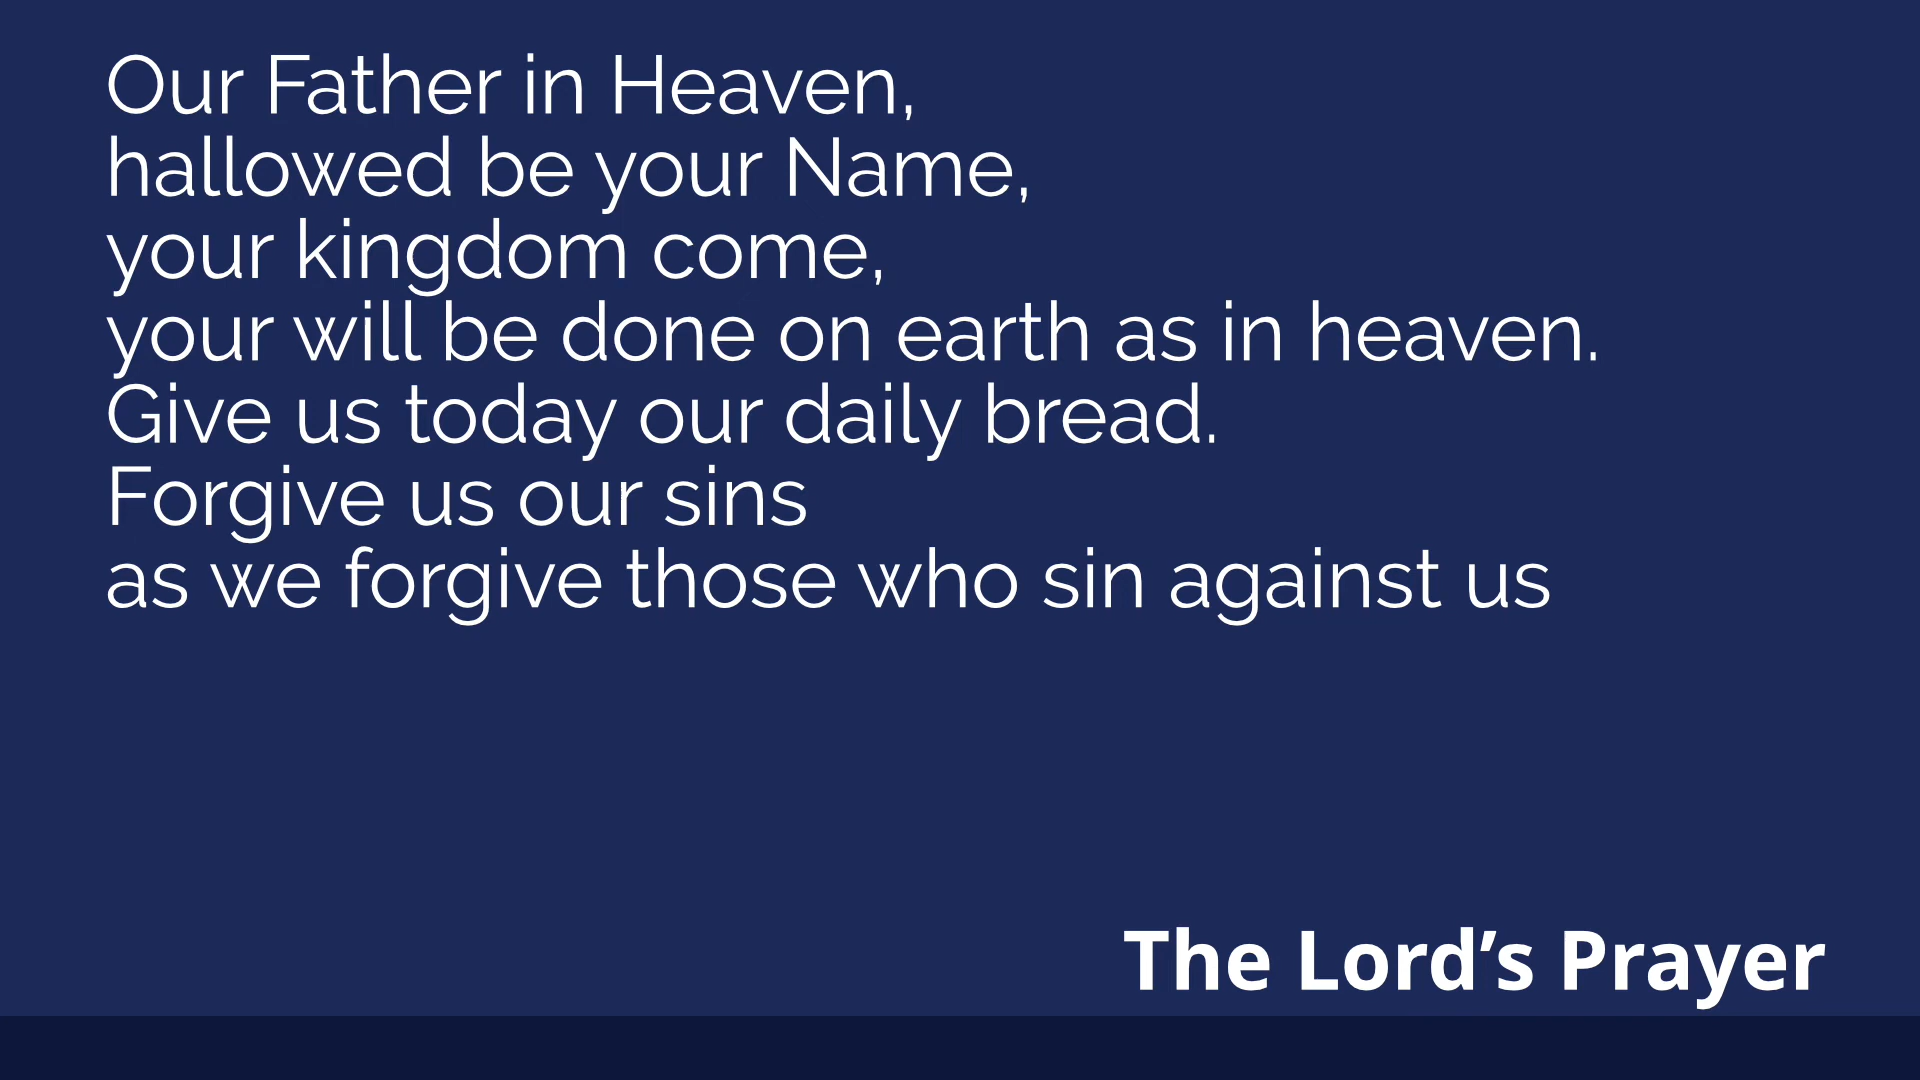 Our Father in Heaven,
hallowed be your Name,
your kingdom come,
your will be done on earth as in heaven.
Give us today our daily bread.
Forgive us our sins
as we forgive those who sin against us
The Lord’s Prayer